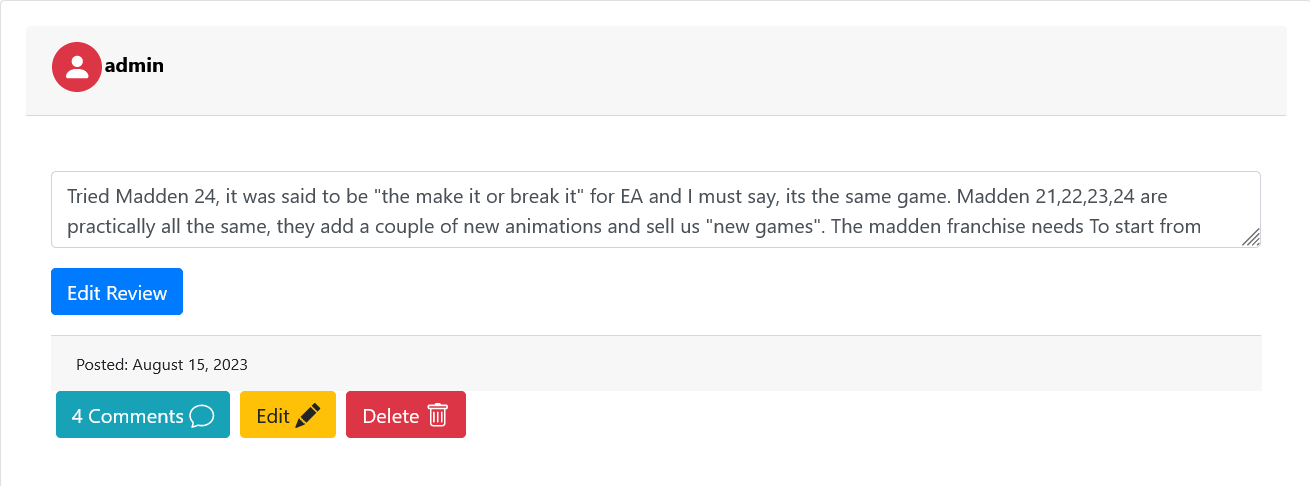 admin
Tried Madden 24, it was said to be "the make it or break it" for EA and I must say, its the same game. Madden 21,22,23,24 are
practically all the same, they add a couple of new animations and sell us "new games". The madden franchise needs To start from
Edit Review
Posted: August 15, 2023
4 Comments Edit Delete